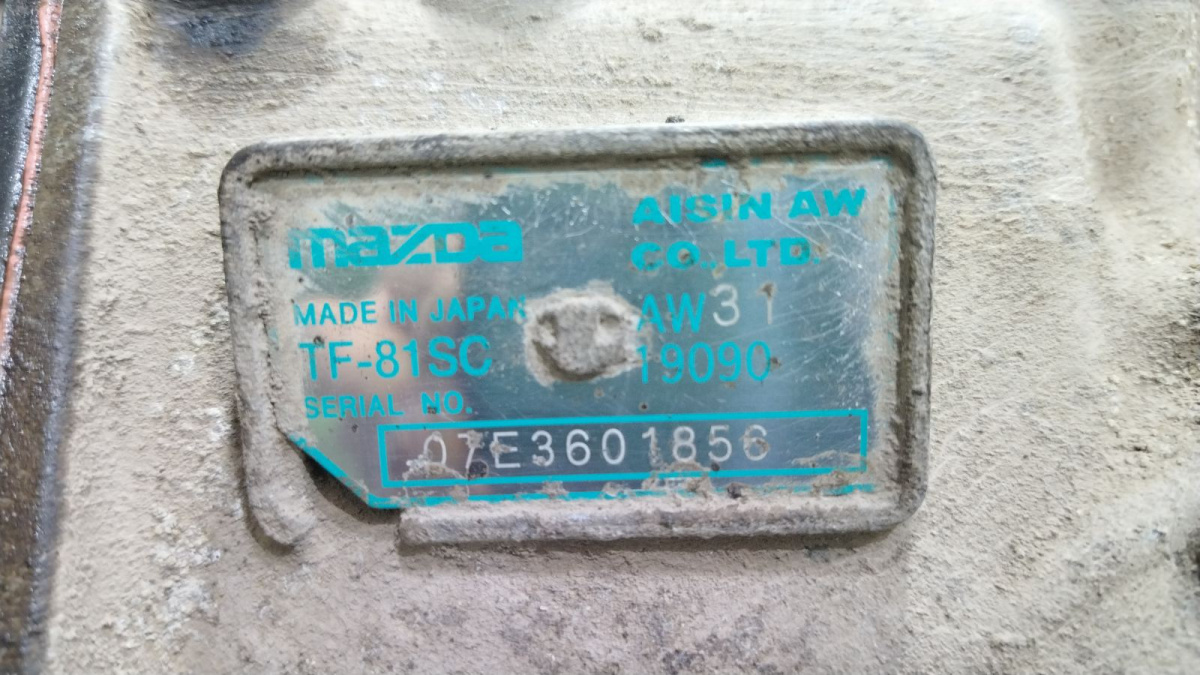 mazda
AISIN AW
CO.,LTD.
MADE IN JAPAN
AW31
TF-81SC
19090
SERIAL NO.
07E3601856